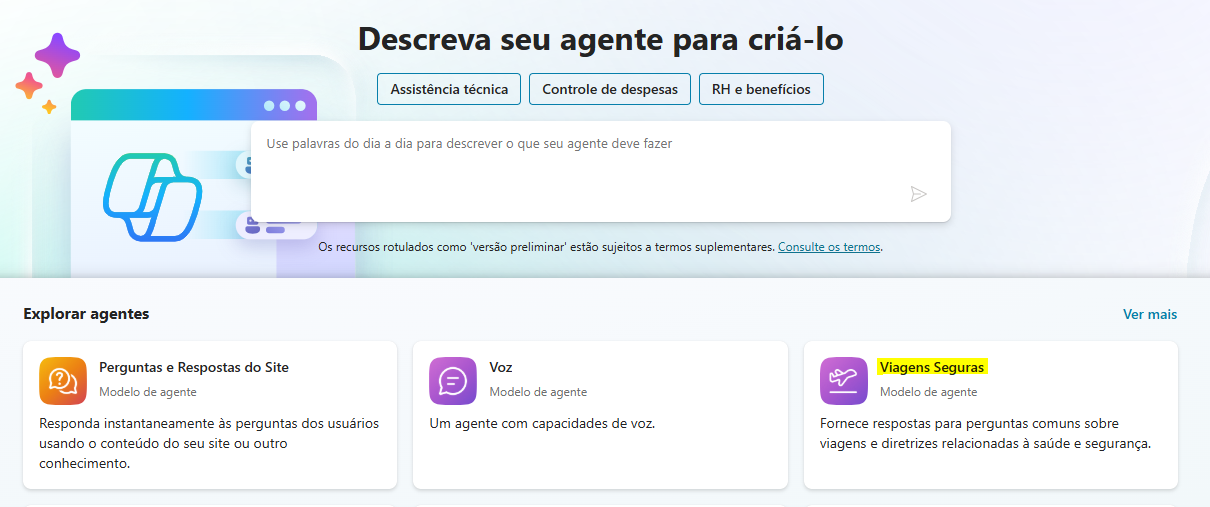 Descreva seu agente para criá-lo
Assistência técnica
Controle de despesas
RH e benefícios
Use palavras do dia a dia para descrever o que seu agente deve fazer
Os recursos rotulados como 'versão preliminar' estão sujeitos a termos suplementares. Consulte os termos.
Explorar agentes
Ver mais
Perguntas e Respostas do Site
Modelo de agente
Responda instantaneamente às perguntas dos usuários
usando o conteúdo do seu site ou outro
conhecimento.
Voz
Modelo de agente
Um agente com capacidades de voz.
Viagens Seguras
Modelo de agente
Fornece respostas para perguntas comuns sobre
viagens e diretrizes relacionadas à saúde e segurança.